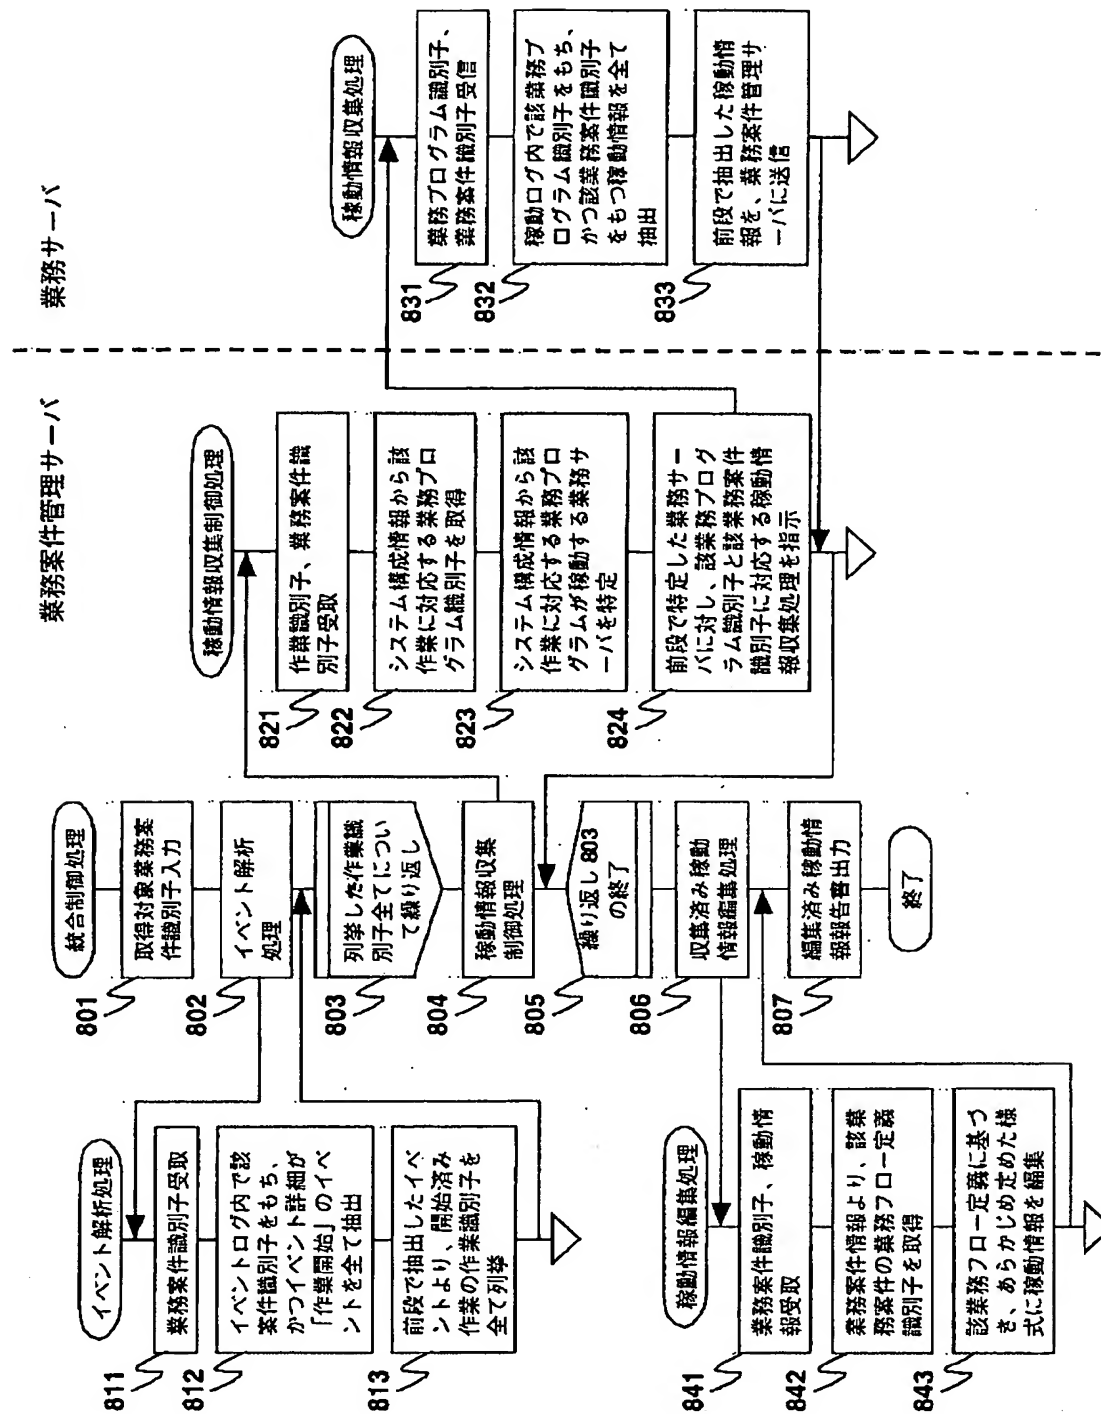 業務案件管理サーバ
業務サーバ
統合制御処理
801
取得対象業務案
件識別子入力
802
イベント解析
処理
803
列挙した作業識
別子全てについ
て繰り返し
804
稼動情報収集
制御処理
805
繰り返し 803
の終了
806
収集済み稼動
情報編集処理
807
編集済み稼動情
報報告書出力
終了
イベント解析処理
811
業務案件識別子受取
812
イベントログ内で該
案件識別子をもち、
かつイベント詳細が
「作業開始」のイベ
ントを全て抽出
813
前段で抽出したイベ
ントより、開始済み
作業の作業識別子を
全て列挙
稼動情報収集制御処理
821
作業識別子、業務案件識
別子受取
822
システム構成情報から該
作業に対応する業務プロ
グラム識別子を取得
823
システム構成情報から該
作業に対応する業務プロ
グラムが稼動する業務サ
ーバを特定
824
前段で特定した業務サー
バに対し、該業務プログ
ラム識別子と該業務案件
識別子に対応する稼動情
報収集処理を指示
稼動情報収集処理
831
業務プログラム識別子、
業務案件識別子受信
832
稼動ログ内で該業務プ
ログラム識別子をもち、
かつ該業務案件識別子
をもつ稼動情報を全て
抽出
833
前段で抽出した稼動情
報を、業務案件管理サ
ーバに送信
稼動情報編集処理
841
業務案件識別子、稼動情
報受取
842
業務案件情報より、該業
務案件の業務フロー定義
識別子を取得
843
該業務フロー定義に基づ
き、あらかじめ定めた様
式に稼動情報を編集